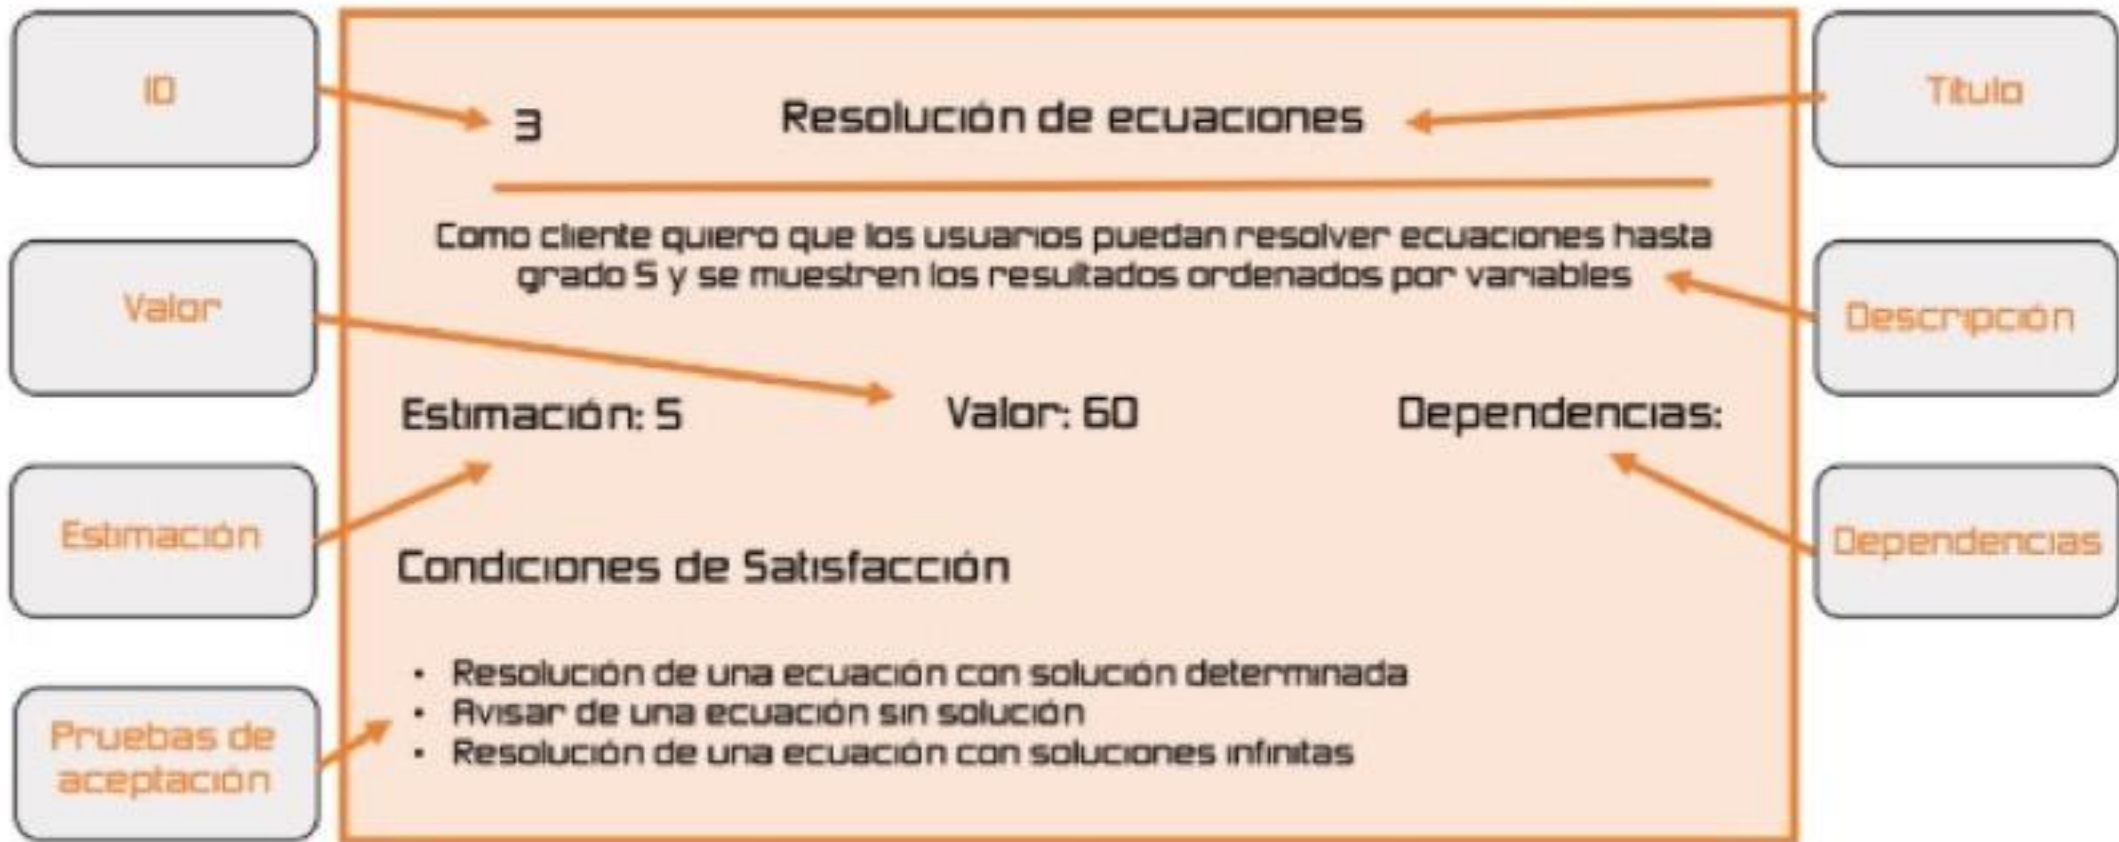 ID
Título
3 Resolución de ecuaciones
Como cliente quiero que los usuarios puedan resolver ecuaciones hasta
grado 5 y se muestren los resultados ordenados por variables
Valor
Descripción
Estimación: 5 Valor: 60 Dependencias:
Estimación
Dependencias
Condiciones de Satisfacción
• Resolución de una ecuación con solución determinada
• Avisar de una ecuación sin solución
• Resolución de una ecuación con soluciones infinitas
Pruebas de
aceptación